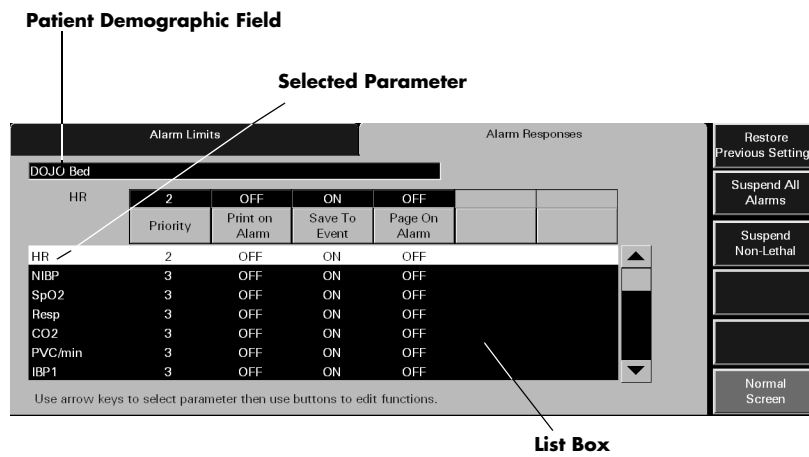 Patient Demographic Field
Selected Parameter
Alarm Limits
Alarm Responses
DOJO Bed
HR 2 OFF ON OFF
Priority Print on Alarm Save To Event Page On Alarm
HR 2 OFF ON OFF
NIBP 3 OFF ON OFF
SpO2 3 OFF ON OFF
Resp 3 OFF ON OFF
CO2 3 OFF ON OFF
PVC/min 3 OFF ON OFF
IBP1 3 OFF ON OFF
Use arrow keys to select parameter then use buttons to edit functions.
Restore
Previous Setting
Suspend All
Alarms
Suspend
Non-Lethal
Normal
Screen
List Box